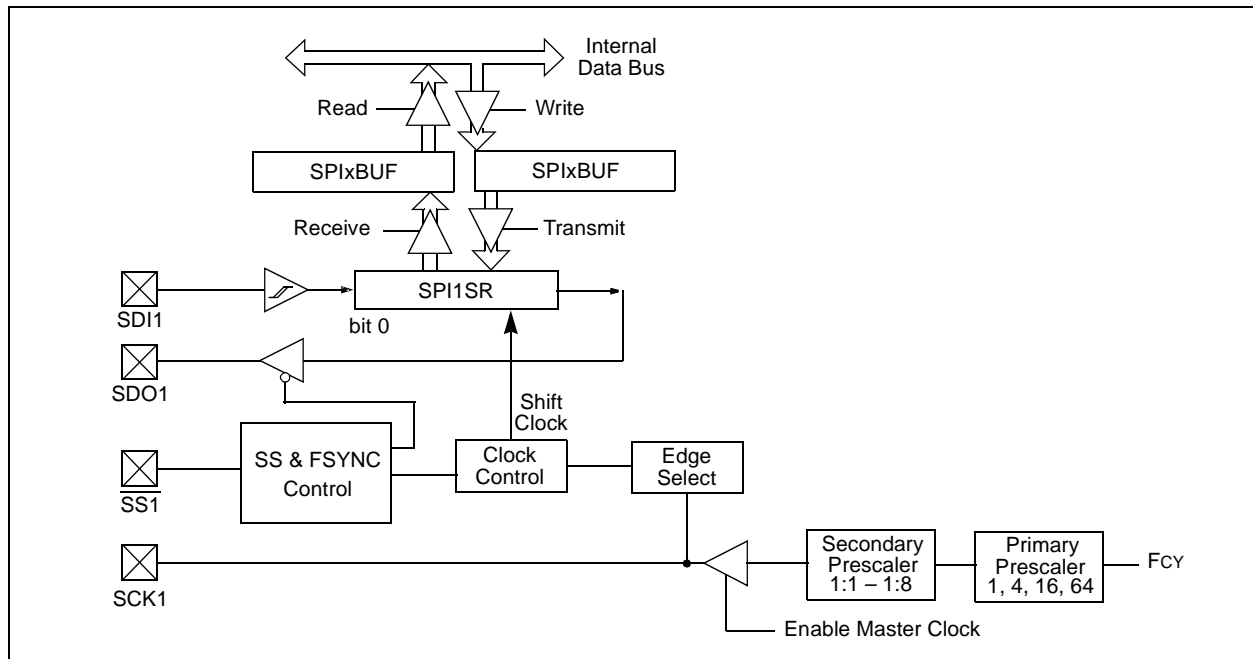 Internal
Data Bus
Read
Write
SPIxBUF
SPIxBUF
Receive
Transmit
SDI1
SPI1SR
bit 0
SDO1
Shift
Clock
SS & FSYNC
Control
Clock
Control
Edge
Select
SS1
SCK1
Secondary
Prescaler
1:1 – 1:8
Primary
Prescaler
1, 4, 16, 64
FCY
Enable Master Clock